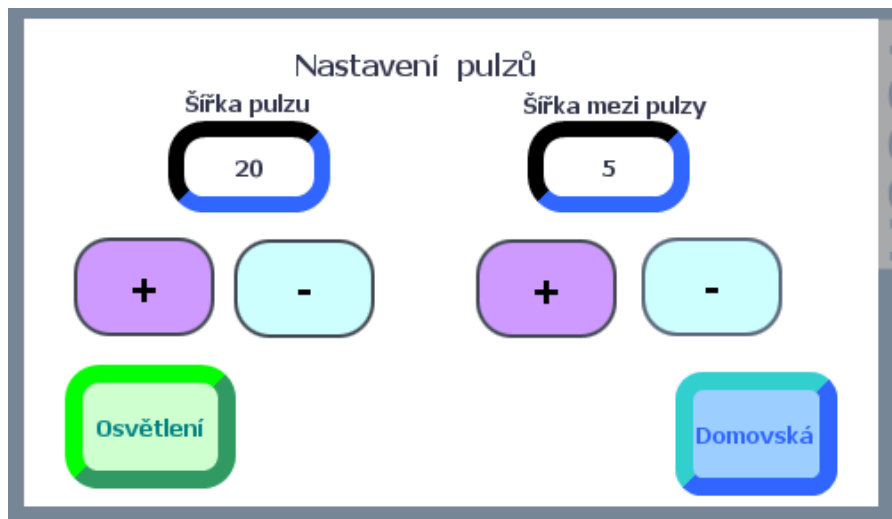 Nastavení pulzů
Šířka pulzu
Šířka mezi pulzy
20
5
+
-
+
-
Osvětlení
Domovská